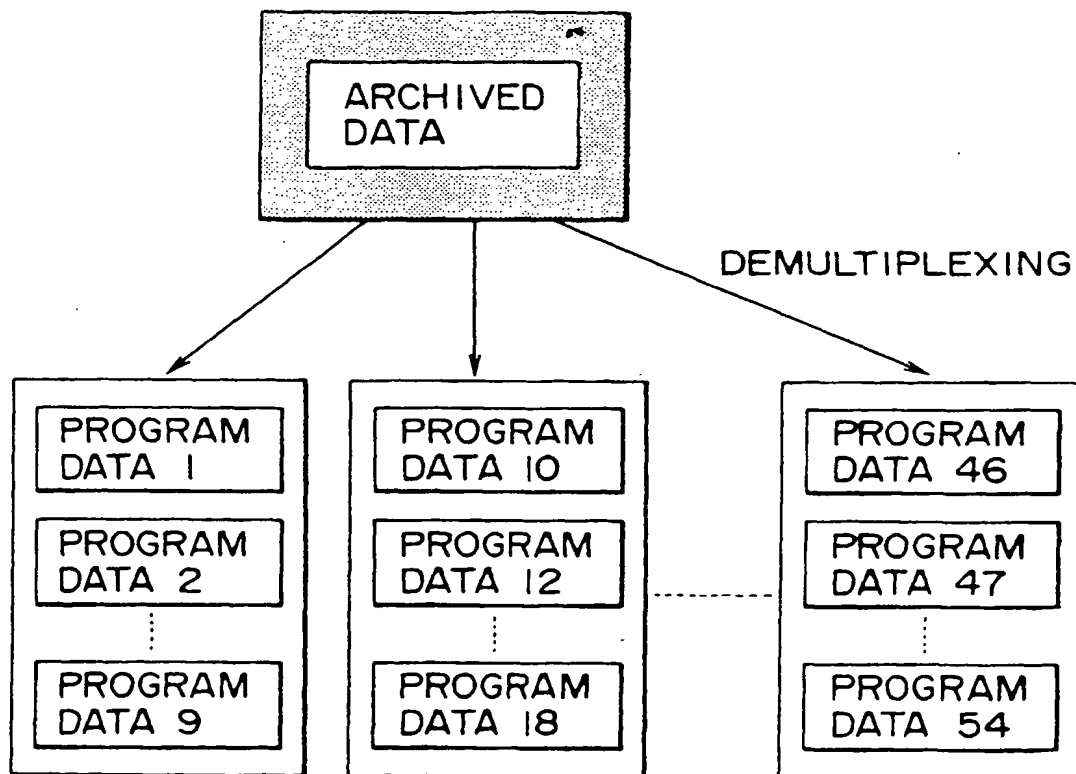 ARCHIVED
DATA
DEMULTIPLEXING
PROGRAM
DATA 1
PROGRAM
DATA 2
PROGRAM
DATA 9
PROGRAM
DATA 10
PROGRAM
DATA 12
PROGRAM
DATA 18
PROGRAM
DATA 46
PROGRAM
DATA 47
PROGRAM
DATA 54